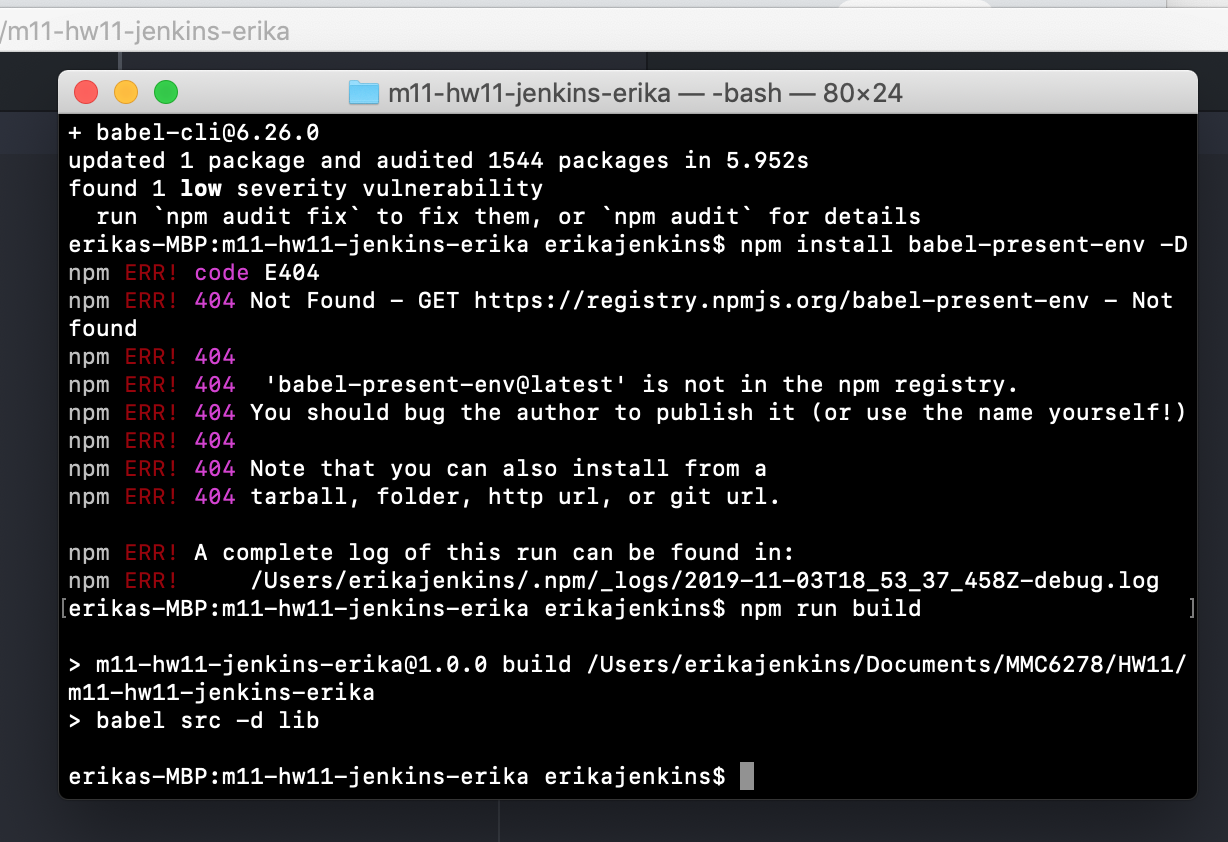 /m11-hw11-jenkins-erika
m11-hw11-jenkins-erika — -bash — 80×24
+ babel-cli@6.26.0
updated 1 package and audited 1544 packages in 5.952s
found 1 low severity vulnerability
  run `npm audit fix` to fix them, or `npm audit` for details
erikas-MBP:m11-hw11-jenkins-erika erikajenkins$ npm install babel-present-env -D
npm ERR! code E404
npm ERR! 404 Not Found - GET https://registry.npmjs.org/babel-present-env - Not
found
npm ERR! 404
npm ERR! 404  'babel-present-env@latest' is not in the npm registry.
npm ERR! 404 You should bug the author to publish it (or use the name yourself!)
npm ERR! 404
npm ERR! 404 Note that you can also install from a
npm ERR! 404 tarball, folder, http url, or git url.
npm ERR! A complete log of this run can be found in:
npm ERR!     /Users/erikajenkins/.npm/_logs/2019-11-03T18_53_37_458Z-debug.log
[erikas-MBP:m11-hw11-jenkins-erika erikajenkins$ npm run build ]
> m11-hw11-jenkins-erika@1.0.0 build /Users/erikajenkins/Documents/MMC6278/HW11/
m11-hw11-jenkins-erika
> babel src -d lib
erikas-MBP:m11-hw11-jenkins-erika erikajenkins$